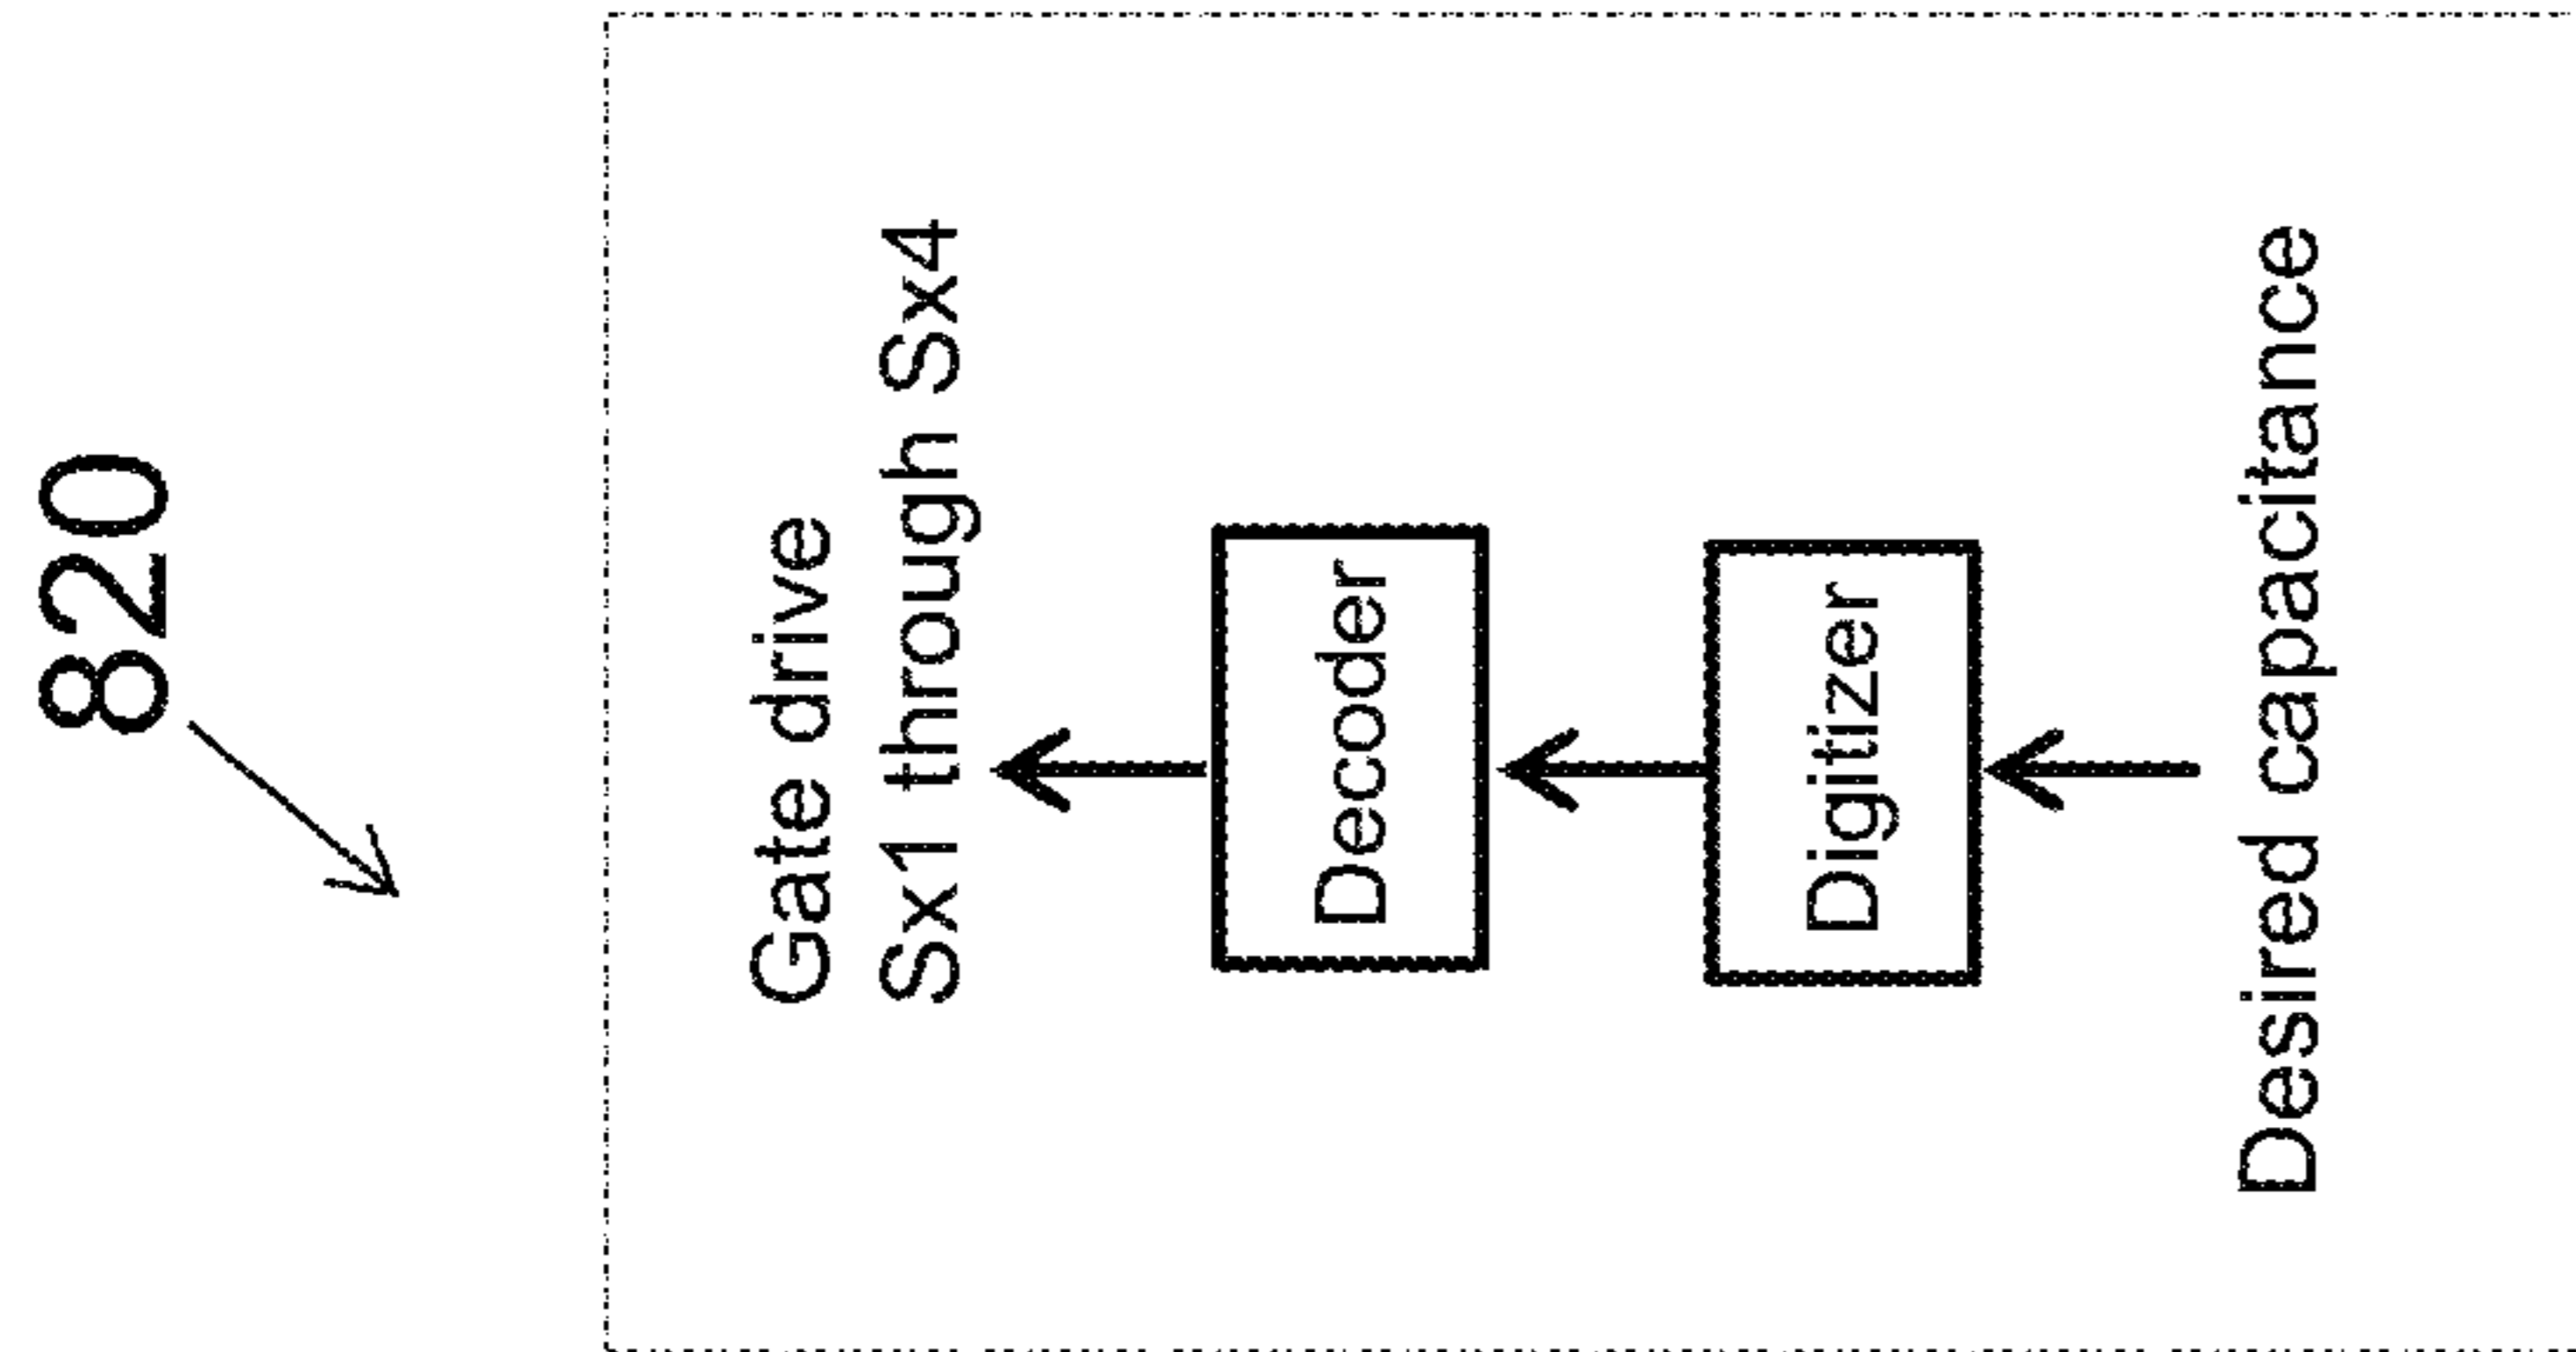 820
Gate drive
Sx1 through Sx4
Decoder
Digitizer
Desired capacitance